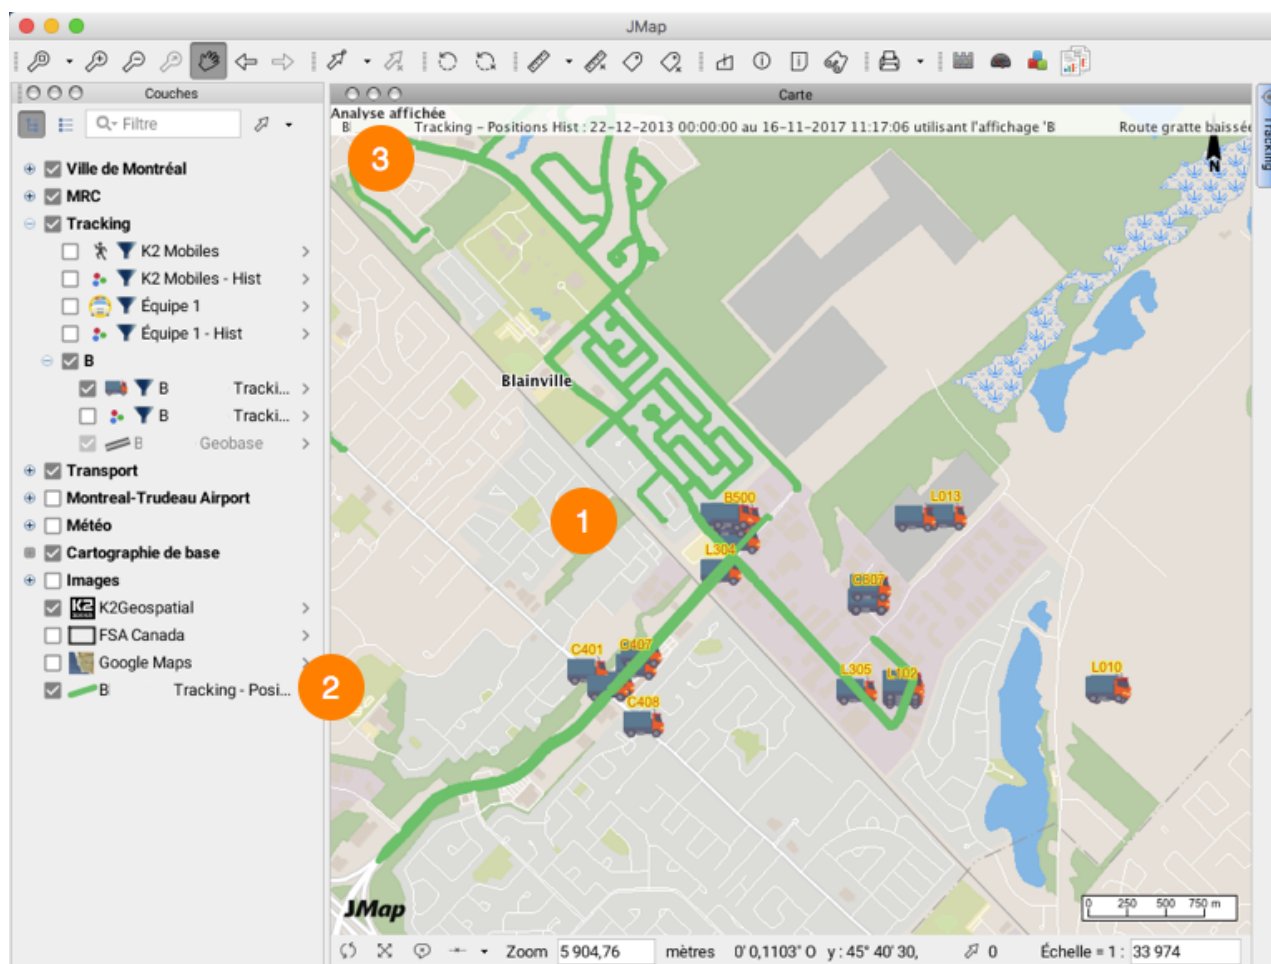 JMap
Couches
Carte
Filtre
Analyse affichée
B Tracking - Positions Hist : 22-12-2013 00:00:00 au 16-11-2017 11:17:06 utilisant l'affichage 'B Route gratte baissée
Tracking
3
N
Ville de Montréal
MRC
Tracking
K2 Mobiles
K2 Mobiles - Hist
Équipe 1
Équipe 1 - Hist
B
B Tracki...
B Tracki...
B Geobase
Transport
Montreal-Trudeau Airport
Météo
Cartographie de base
Images
K2 K2Geospatial
FSA Canada
Google Maps
B Tracking - Posi...
2
Blainville
1
B500
L013
L304
C307
C401
C407
L305
L102
L010
C408
JMap
0 250 500 750 m
Zoom 5 904,76 mètres 0° 0,1103° O y : 45° 40' 30, 0 Échelle = 1 : 33 974